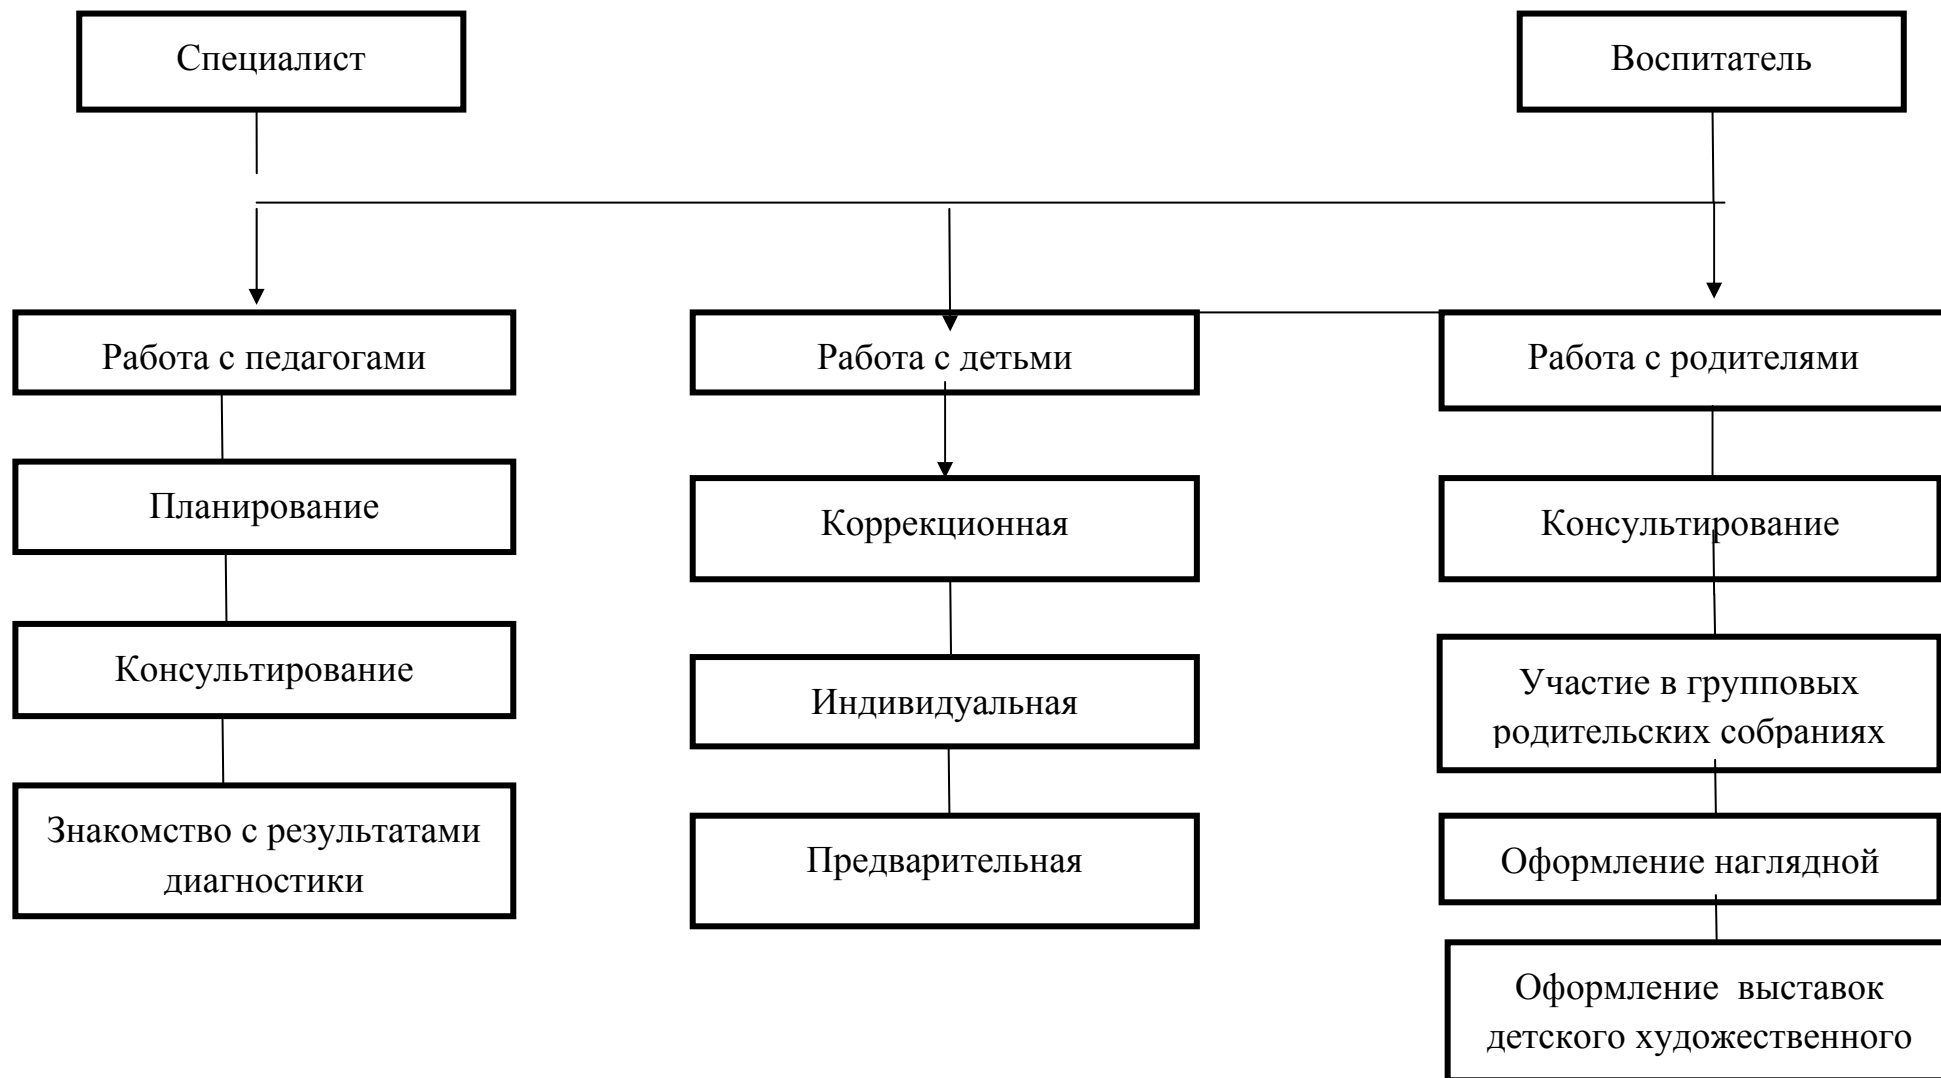 Специалист
Воспитатель
Работа с педагогами
Работа с детьми
Работа с родителями
Планирование
Коррекционная
Консультирование
Консультирование
Индивидуальная
Участие в групповых
родительских собраниях
Знакомство с результатами
диагностики
Предварительная
Оформление наглядной
Оформление выставок
детского художественного